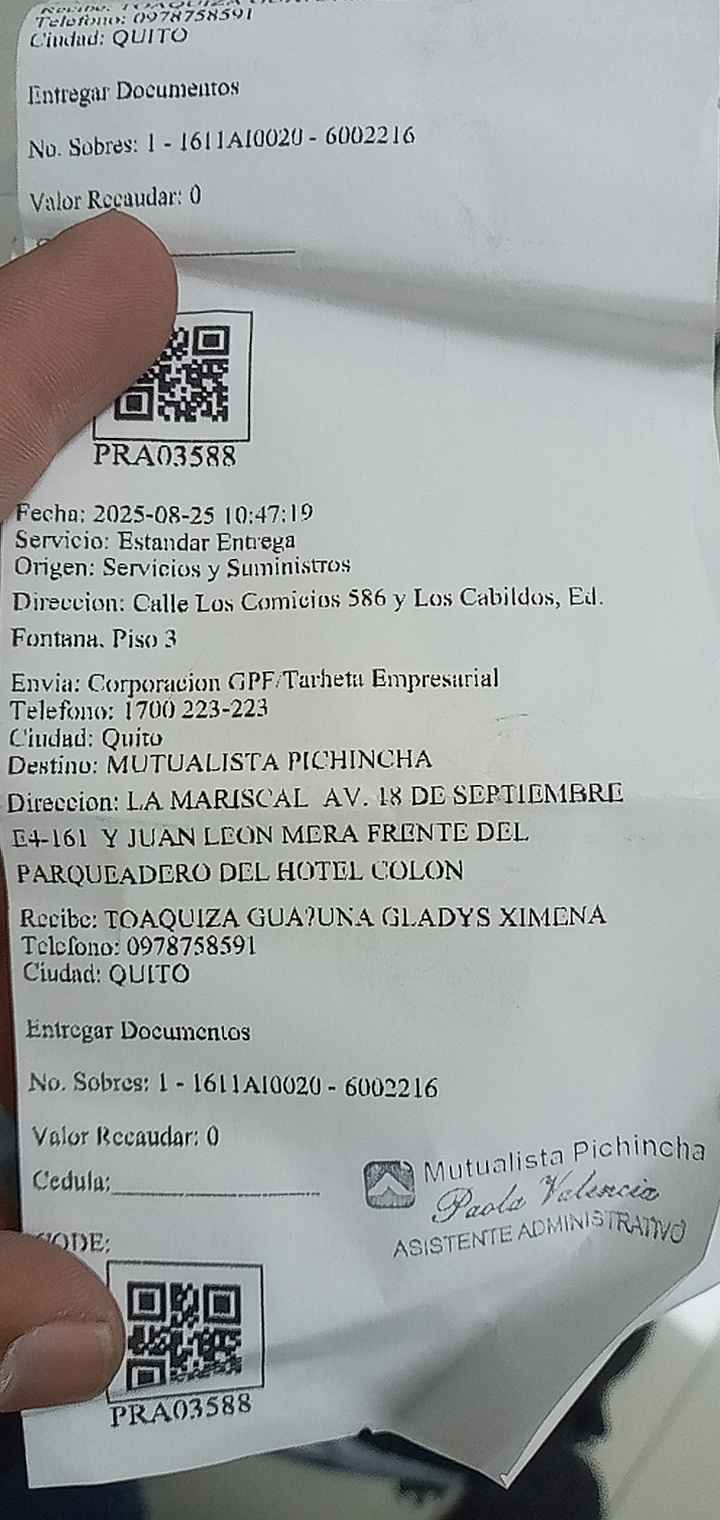 Telefono: 0978758591
Ciudad: QUITO
Entregar Documentos
No. Sobres: 1 - 1611AI0020 - 6002216
Valor Recaudar: 0
PRA03588
Fecha: 2025-08-25 10:47:19
Servicio: Estandar Entrega
Origen: Servicios y Suministros
Direccion: Calle Los Comicios 586 y Los Cabildos, Ed.
Fontana. Piso 3
Envia: Corporacion GPF/Tarheta Empresarial
Telefono: 1700 223-223
Ciudad: Quito
Destino: MUTUALISTA PICHINCHA
Direccion: LA MARISCAL AV. 18 DE SEPTIEMBRE
E4-161 Y JUAN LEON MERA FRENTE DEL
PARQUEADERO DEL HOTEL COLON
Recibe: TOAQUIZA GUA?UNA GLADYS XIMENA
Telefono: 0978758591
Ciudad: QUITO
Entregar Documentos
No. Sobres: 1 - 1611AI0020 - 6002216
Valor Recaudar: 0
Cedula:
Mutualista Pichincha
Paola Valencia
ASISTENTE ADMINISTRATIVO
CODE:
PRA03588